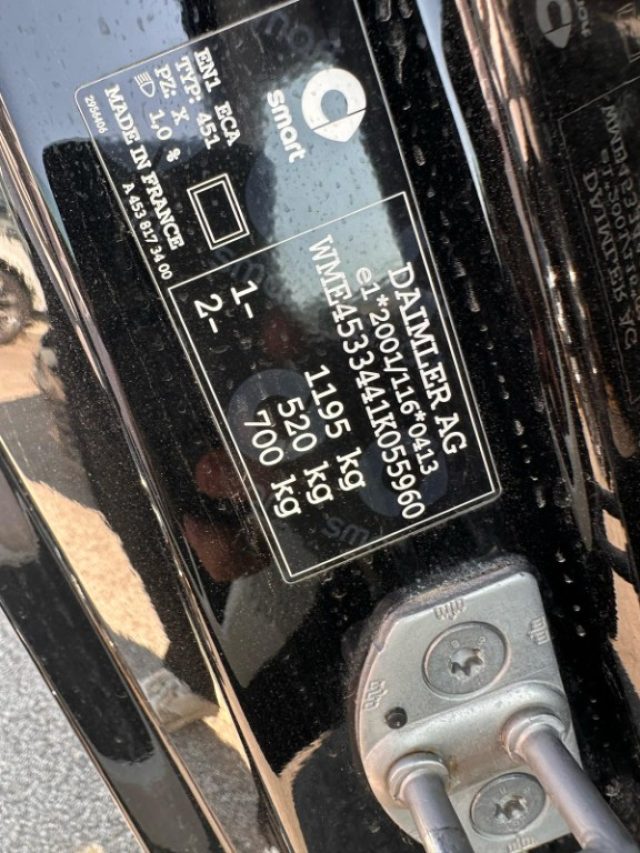 smart
EN1 ECA
TYP: 451
PZ: X
1,0 %
MADE IN FRANCE
A 453 817 34 00
2956406
DAIMLER AG
e1*2001/116*0413
WME4533441K055960
1195 kg
1- 520 kg
2- 700 kg